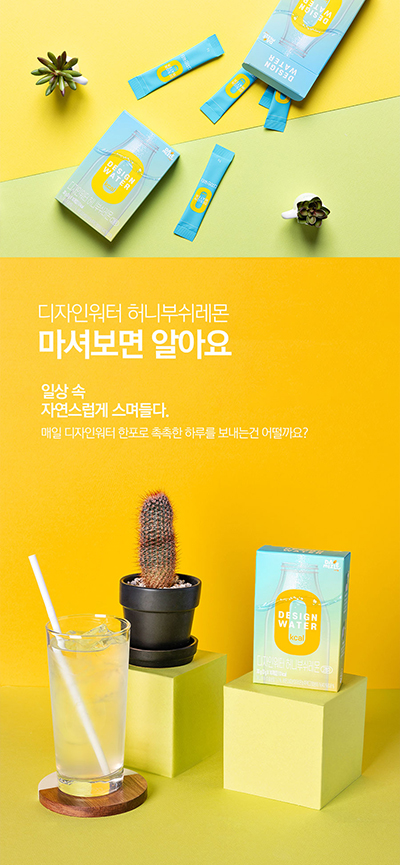 DESIGN
WATER
DESIGN
WATER
디자인워터 허니부쉬레몬
마셔보면 알아요
일상 속
자연스럽게 스며들다.
매일 디자인워터 한포로 촉촉한 하루를 보내는건 어떨까요?
DESIGN
WATER
kcal